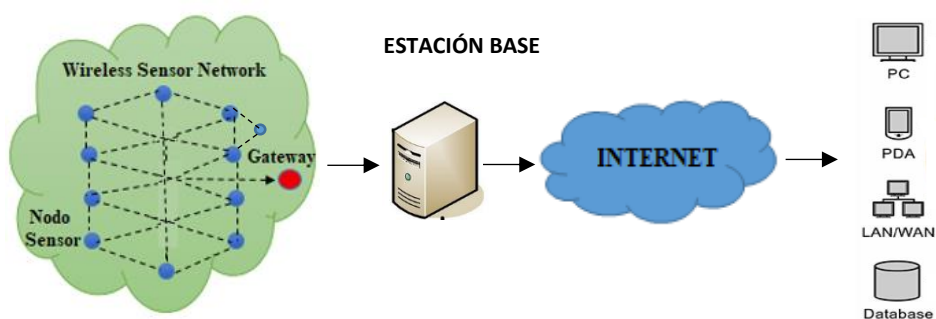 ESTACIÓN BASE
Wireless Sensor Network
Gateway
Nodo
Sensor
INTERNET
PC
PDA
LAN/WAN
Database